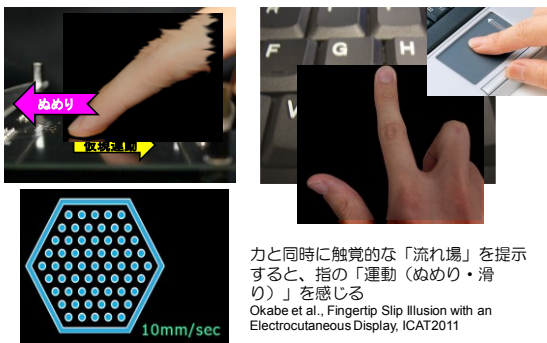 ぬめり
仮現運動
F
G
H
V
10mm/sec
力と同時に触覚的な「流れ場」を提示
すると、指の「運動（ぬめり・滑
り）」を感じる
Okabe et al., Fingertip Slip Illusion with an
Electrocutaneous Display, ICAT2011